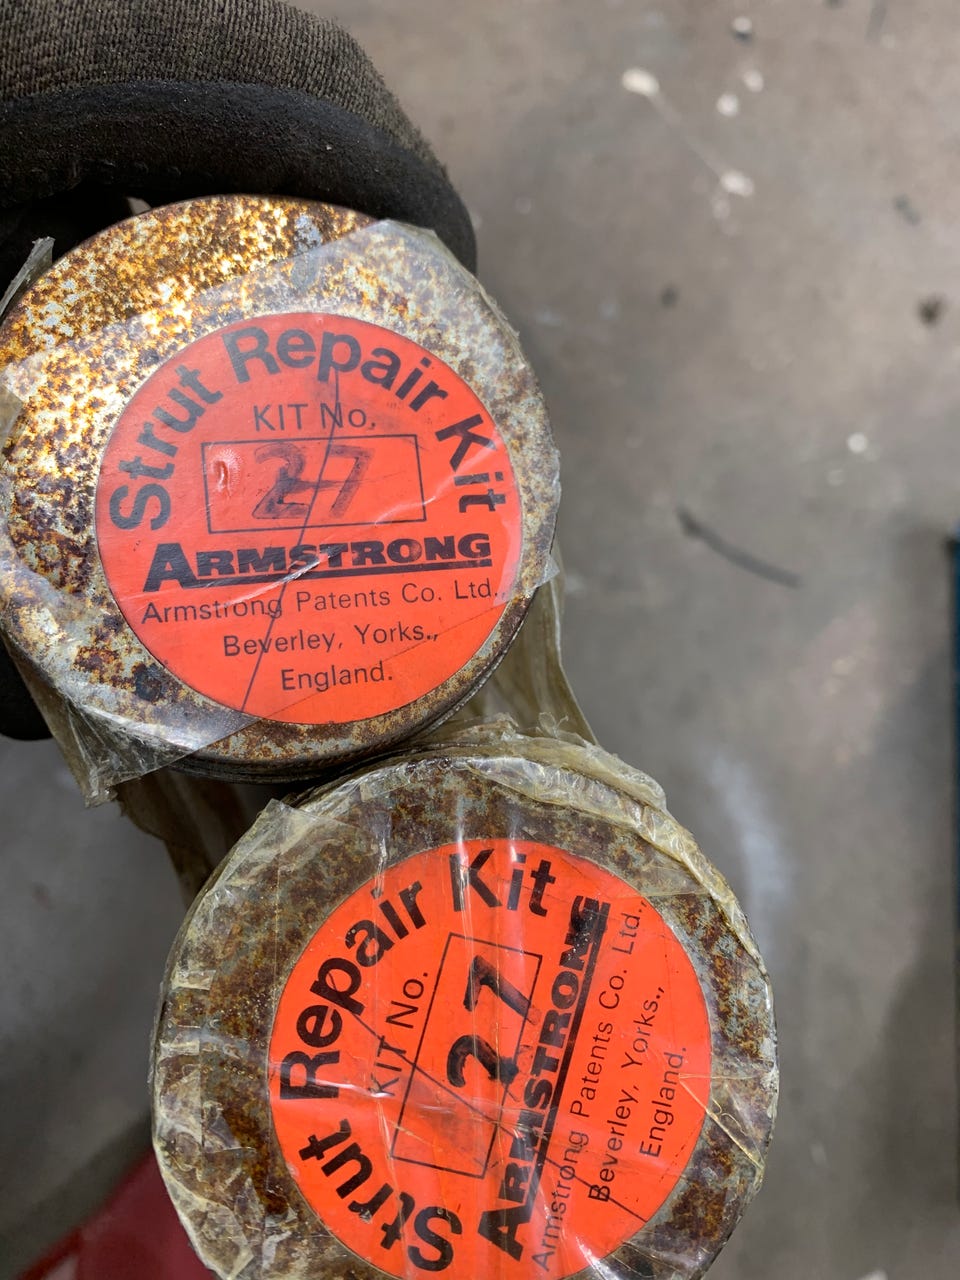 Strut Repair Kit
KIT No.
27
ARMSTRONG
Armstrong Patents Co. Ltd.,
Beverley, Yorks.,
England.
Strut Repair Kit
KIT No.
27
ARMSTRONG
Armstrong Patents Co. Ltd.,
Beverley, Yorks.,
England.